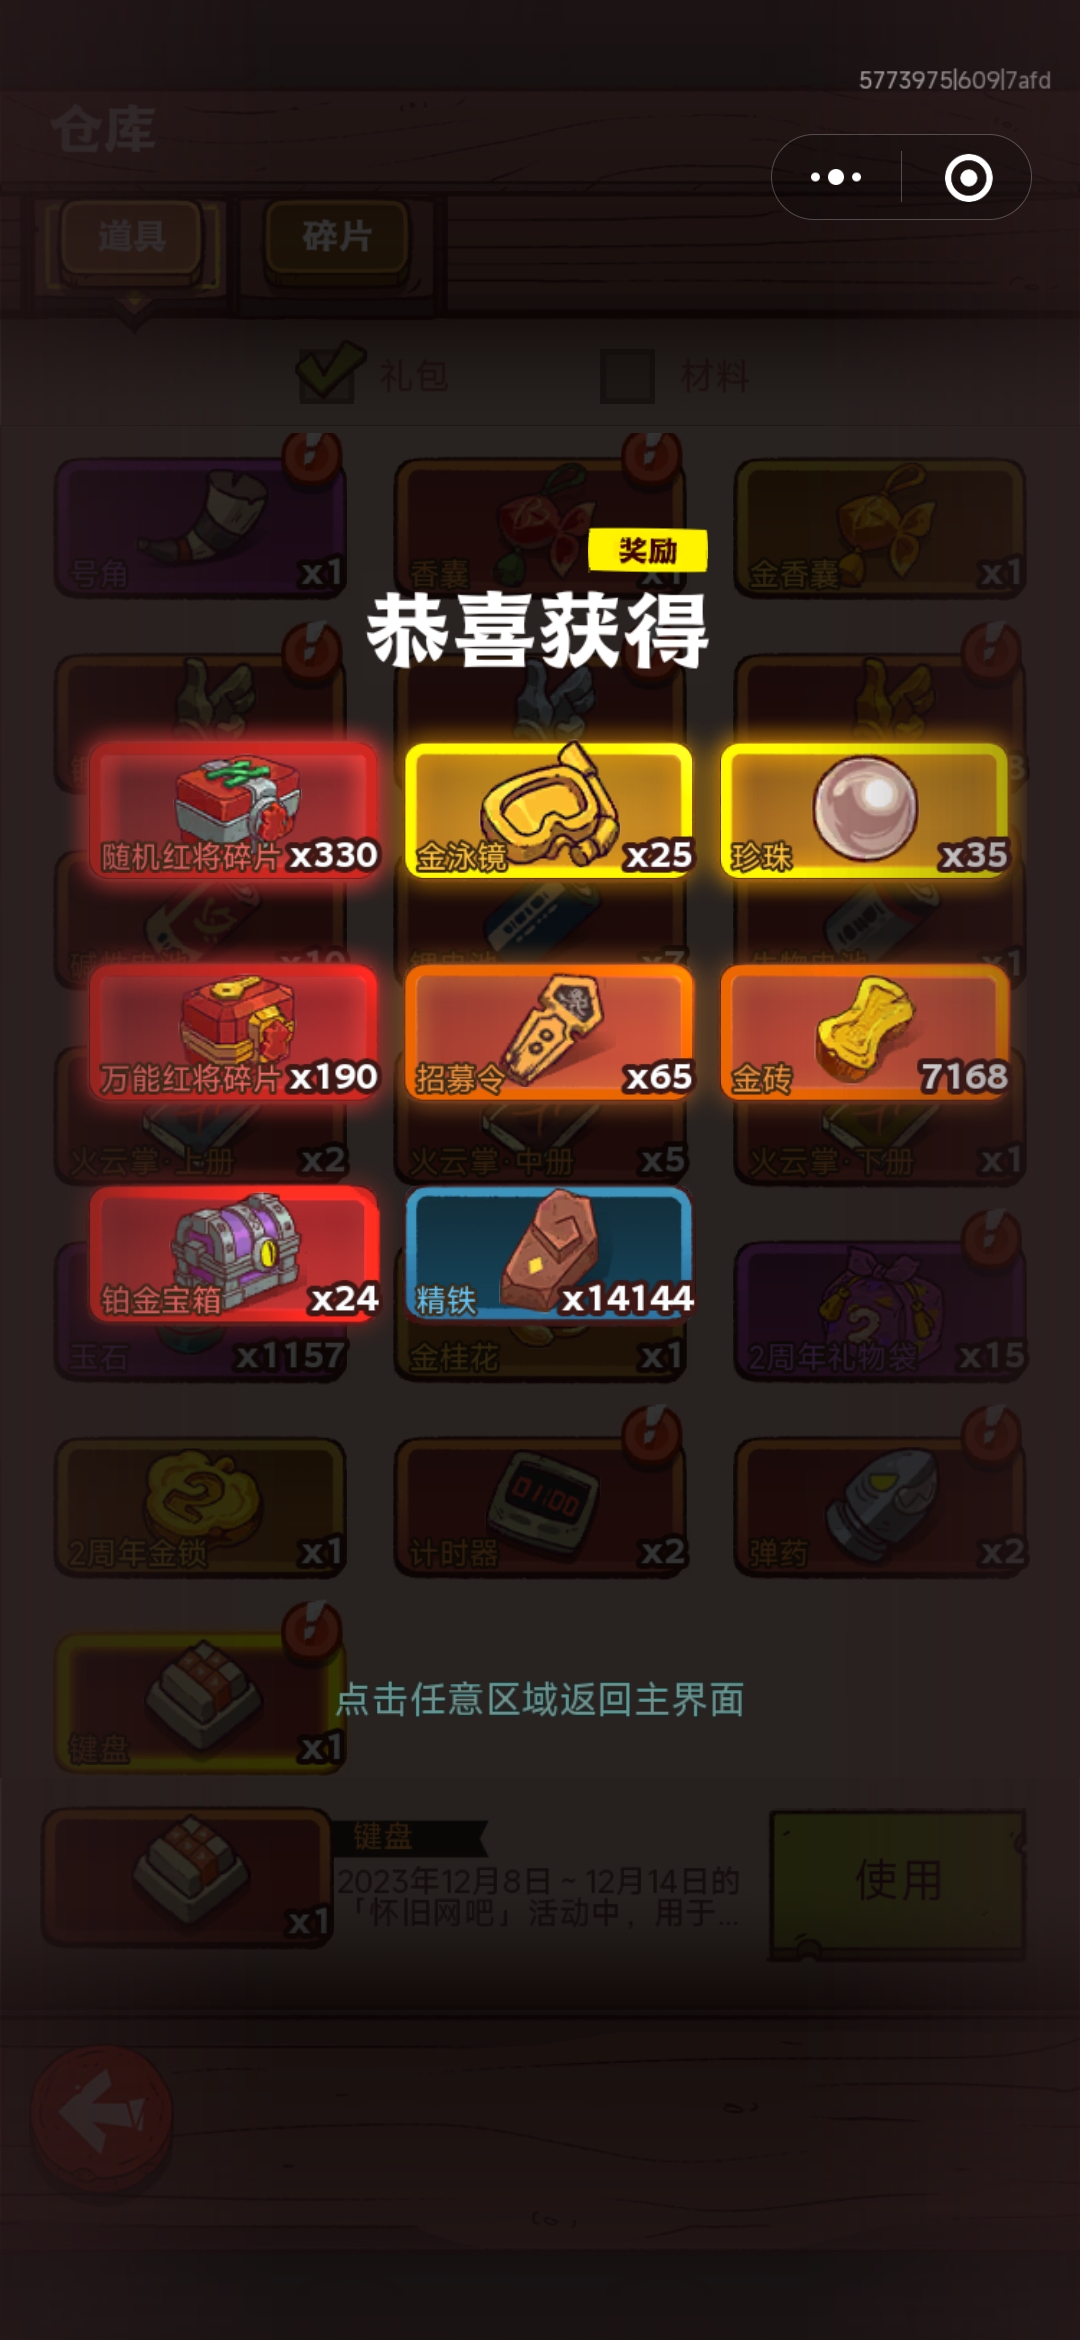 5773975|609|7afd
仓库
道具
碎片
礼包
材料
号角 x1
香囊 x1
金香囊 x1
奖励
恭喜获得
随机红将碎片 x330
金泳镜 x25
珍珠 x35
x7
x1
万能红将碎片 x190
招募令 x65
金砖 7168
火云掌·上册 x2
火云掌·中册 x5
火云掌·下册 x1
铂金宝箱 x24
精铁 x14144
玉石 x1157
金桂花 x1
2周年礼物袋 x15
2周年金锁 x1
计时器 x2
01:00
弹药 x2
键盘 x1
点击任意区域返回主界面
键盘
2023年12月8日 ~ 12月14日的
「怀旧网吧」活动中，用于...
x1
使用